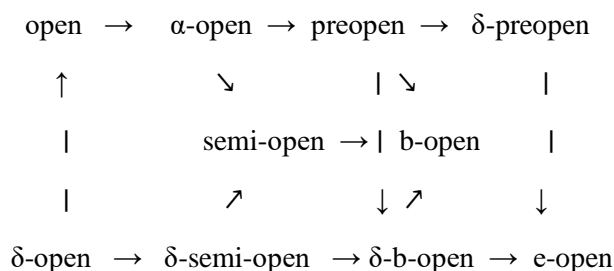 open → α-open → preopen → δ-preopen
↑ ↘ | ↘ |
| semi-open → | b-open |
| ↗ ↓ ↗ ↓
δ-open → δ-semi-open → δ-b-open → e-open